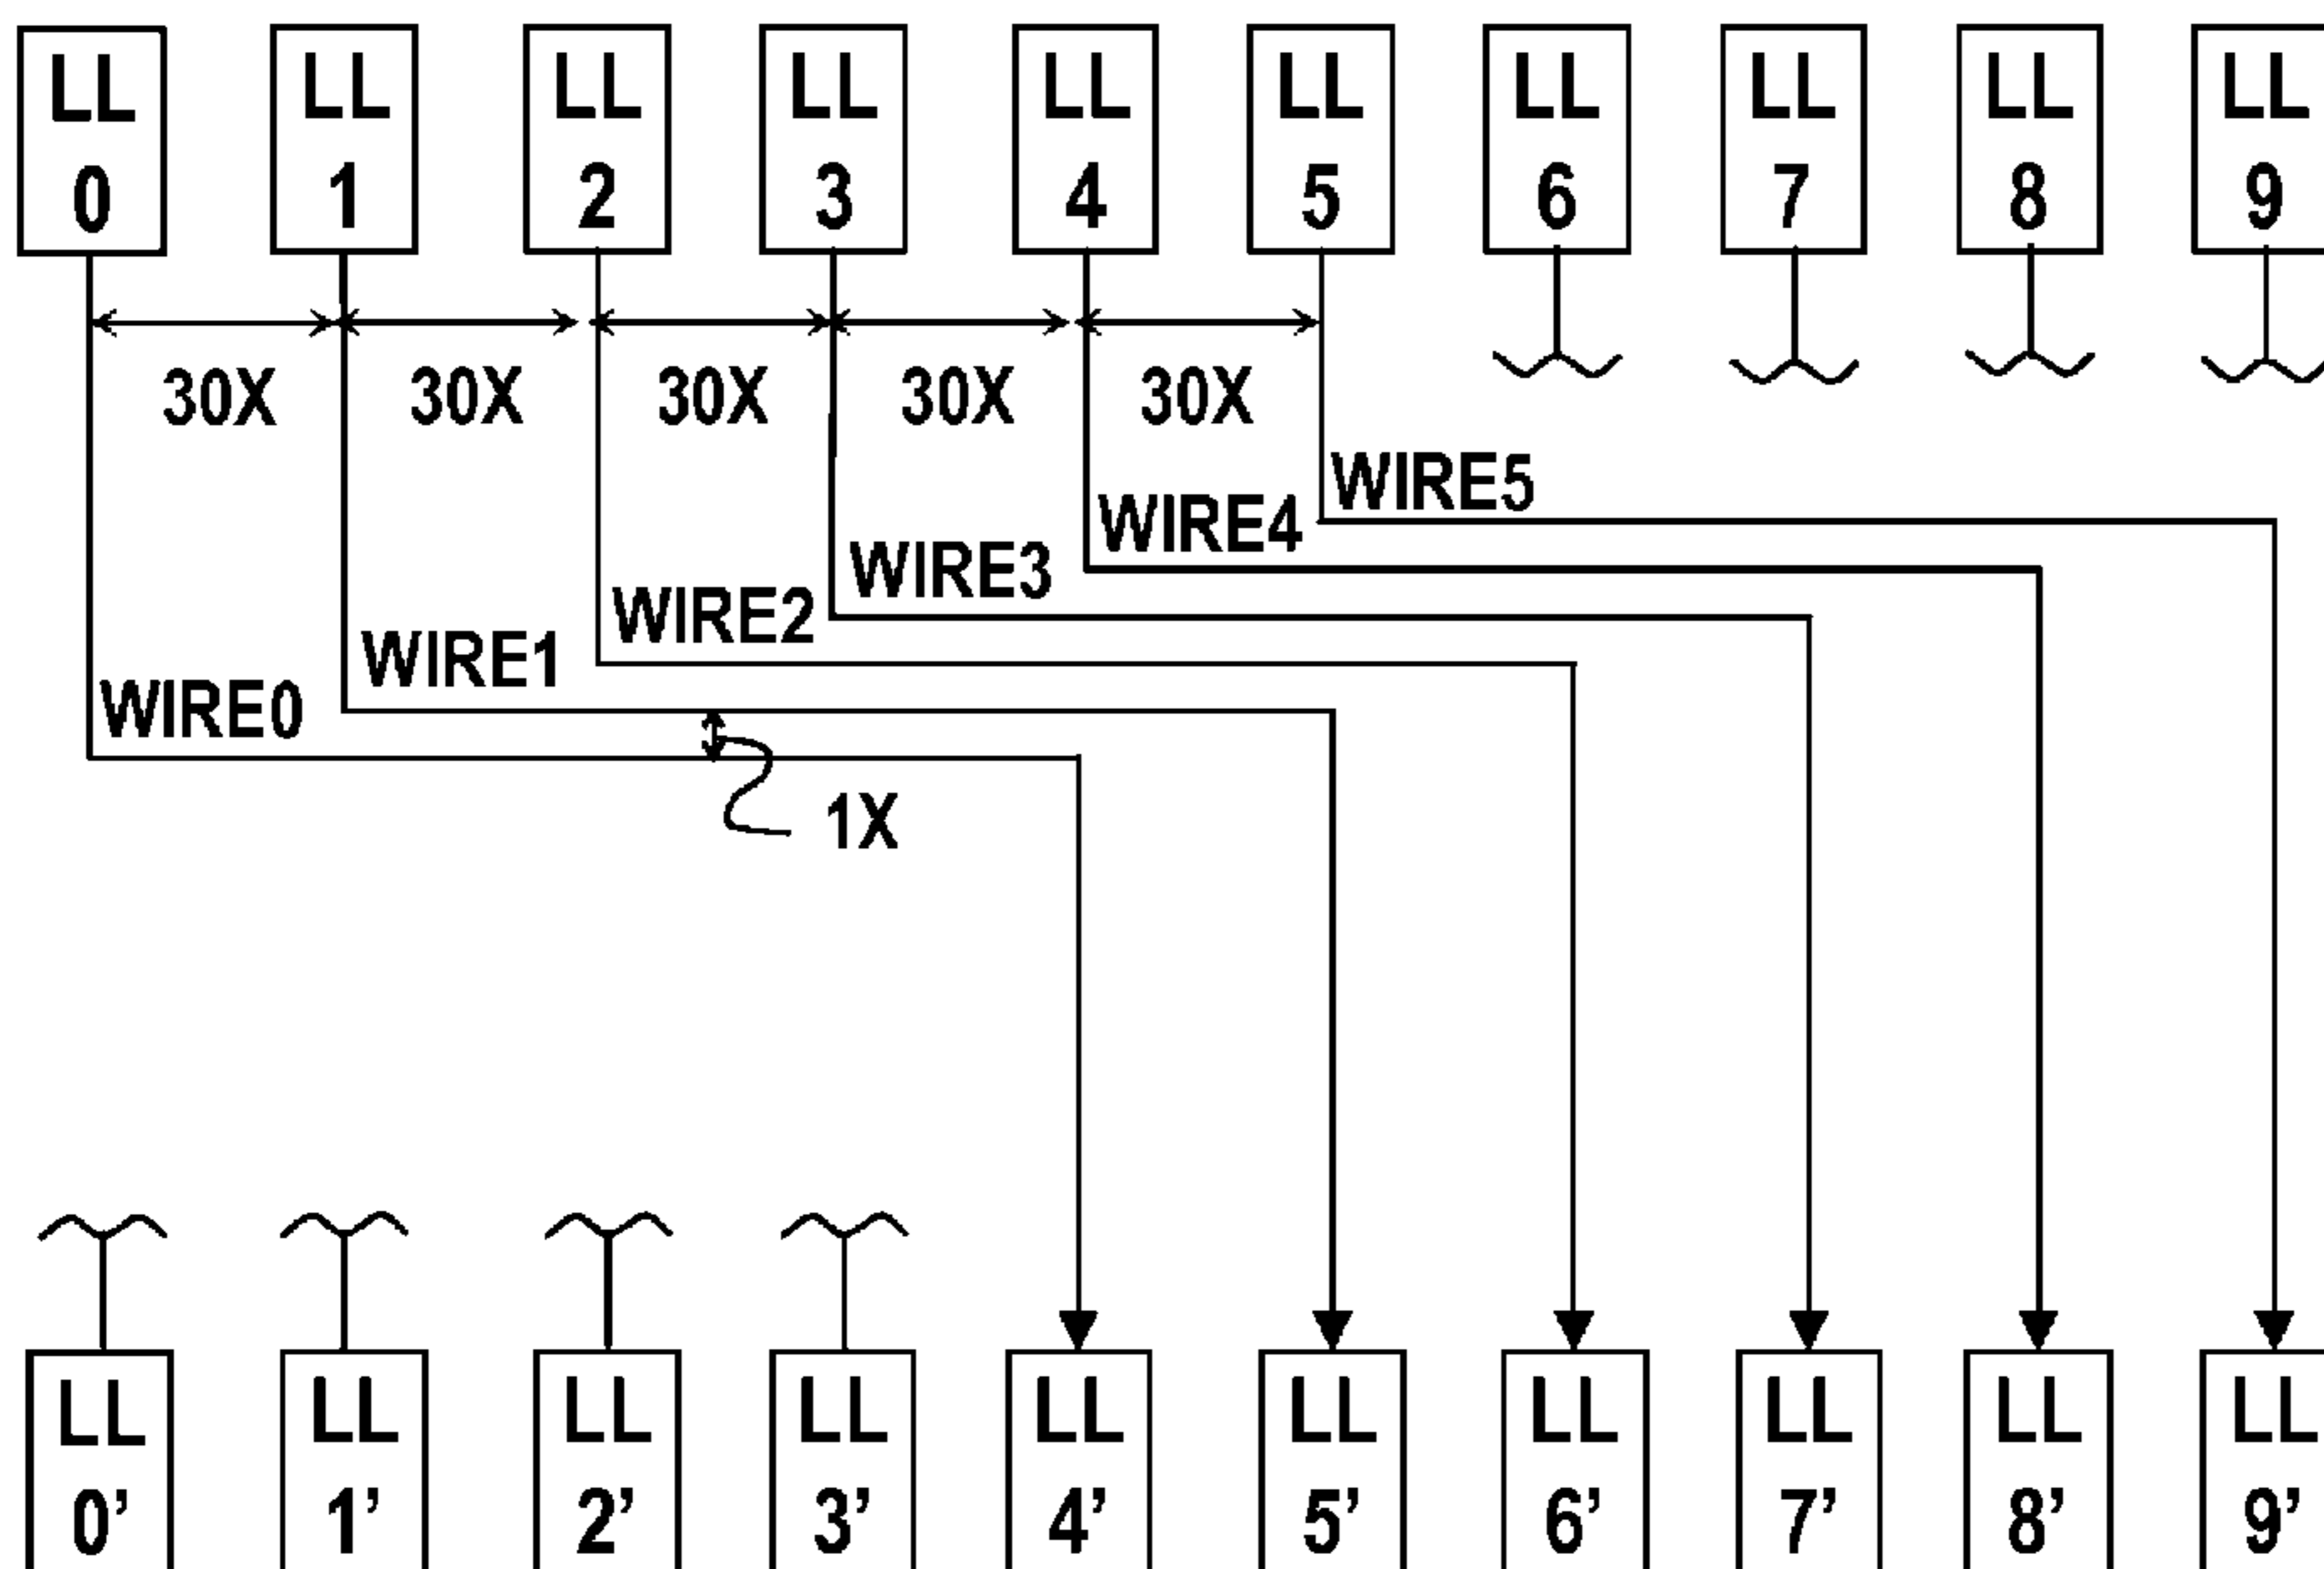 LL LL LL LL LL LL LL LL LL LL
0 1 2 3 4 5 6 7 8 9
30X 30X 30X 30X 30X
WIRE5
WIRE4
WIRE3
WIRE2
WIRE1
WIRE0
1X
LL LL LL LL LL LL LL LL LL LL
0’ 1’ 2’ 3’ 4’ 5’ 6’ 7’ 8’ 9’